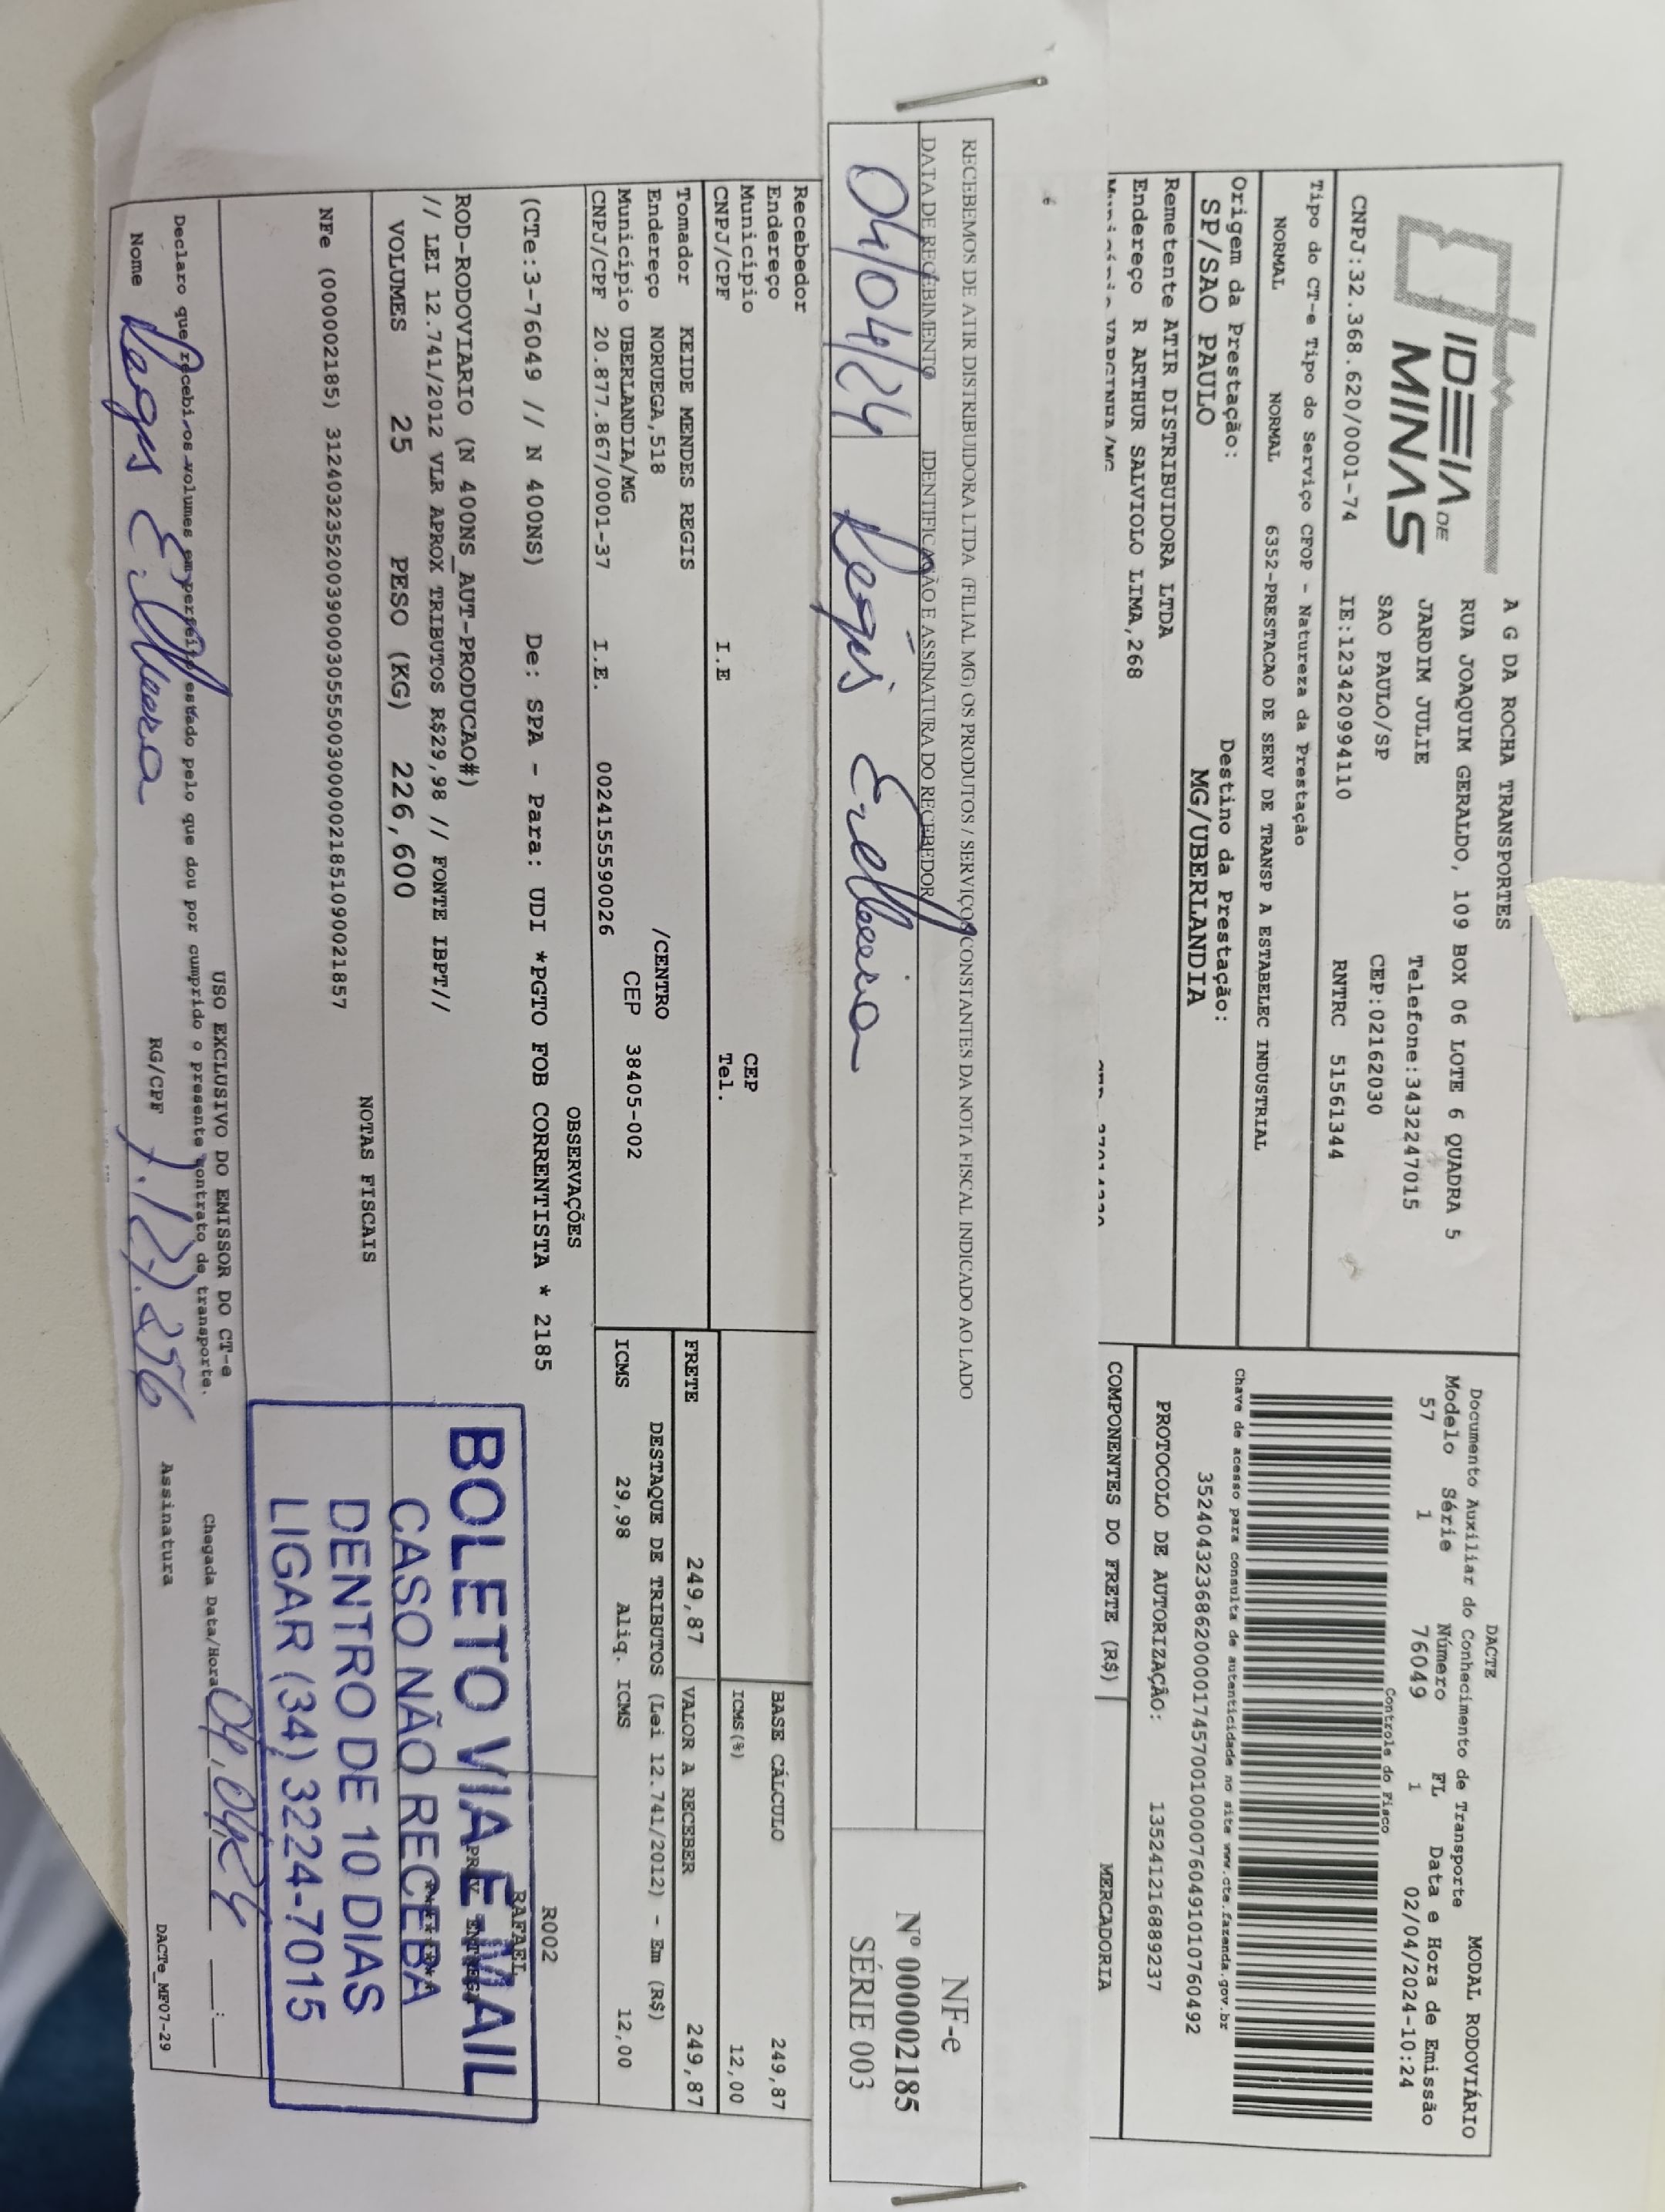 IDEIA DE
MINAS
A G DA ROCHA TRANSPORTES
RUA JOAQUIM GERALDO, 109 BOX 06 LOTE 6 QUADRA 5
JARDIM JULIE Telefone:3432247015
SAO PAULO/SP CEP:02162030
CNPJ:32.368.620/0001-74 IE:123420994110 RNTRC 51561344
Tipo do CT-e Tipo do Serviço CFOP - Natureza da Prestação
NORMAL NORMAL 6352-PRESTACAO DE SERV DE TRANSP A ESTABELEC INDUSTRIAL
Origem da Prestação: Destino da Prestação:
SP/SAO PAULO MG/UBERLANDIA
Remetente ATIR DISTRIBUIDORA LTDA
Endereço R ARTHUR SALVIOLO LIMA,268
DACTE MODAL RODOVIÁRIO
Documento Auxiliar do Conhecimento de Transporte
Modelo Série Número FL Data e Hora de Emissão
57 1 76049 1 02/04/2024-10:24
Controle do Fisco
Chave de acesso para consulta de autenticidade no site www.cte.fazenda.gov.br
35240432368620000174570010000760491010760492
PROTOCOLO DE AUTORIZAÇÃO: 135241216889237
COMPONENTES DO FRETE (R$) MERCADORIA
RECEBEMOS DE ATIR DISTRIBUIDORA LTDA (FILIAL MG) OS PRODUTOS / SERVIÇOS CONSTANTES DA NOTA FISCAL INDICADO AO LADO
DATA DE RECEBIMENTO IDENTIFICAÇÃO E ASSINATURA DO RECEBEDOR
04/04/24 Regis
NF-e
Nº 000002185
SÉRIE 003
Recebedor
Endereço
Município CEP
CNPJ/CPF I.E Tel.
Tomador KEIDE MENDES REGIS
Endereço NORUEGA,518 /CENTRO
Município UBERLANDIA/MG CEP 38405-002
CNPJ/CPF 20.877.867/0001-37 I.E. 0024155590026
BASE CÁLCULO 249,87
ICMS(%) 12,00
FRETE 249,87 VALOR A RECEBER 249,87
DESTAQUE DE TRIBUTOS (Lei 12.741/2012) - Em (R$)
ICMS 29,98 Aliq. ICMS 12,00
OBSERVAÇÕES
(CTe:3-76049 // N 400NS) De: SPA - Para: UDI *PGTO FOB CORRENTISTA * 2185
ROD-RODOVIARIO (N 400NS_AUT-PRODUCAO#)
// LEI 12.741/2012 VLR APROX TRIBUTOS R$29,98 // FONTE IBPT//
R002
RAFAEL
VOLUMES 25 PESO (KG) 226,600
NOTAS FISCAIS
NFe (000002185) 31240323520039000305550030000021851090021857
BOLETO VIA E-MAIL
CASO NÃO RECEBA
DENTRO DE 10 DIAS
LIGAR (34) 3224-7015
USO EXCLUSIVO DO EMISSOR DO CT-e
Declaro que recebi os volumes em perfeito estado pelo que dou por cumprido o presente contrato de transporte.
Chegada Data/Hora
Nome Regis RG/CPF Assinatura
DACTe_MF07-29